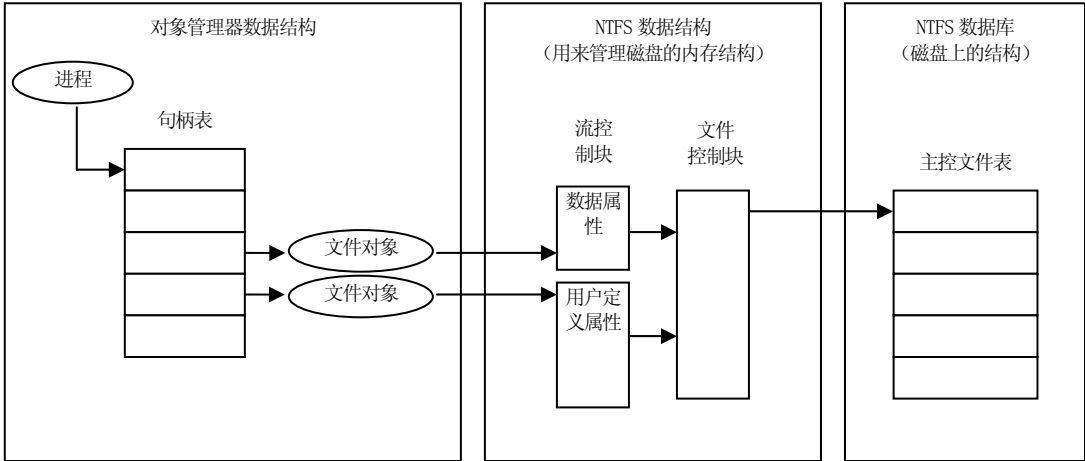 对象管理器数据结构
进程
句柄表
文件对象
文件对象
NTFS 数据结构
（用来管理磁盘的内存结构）
流控
制块
文件
控制块
数据属
性
用户定
义属性
NTFS 数据库
（磁盘上的结构）
主控文件表